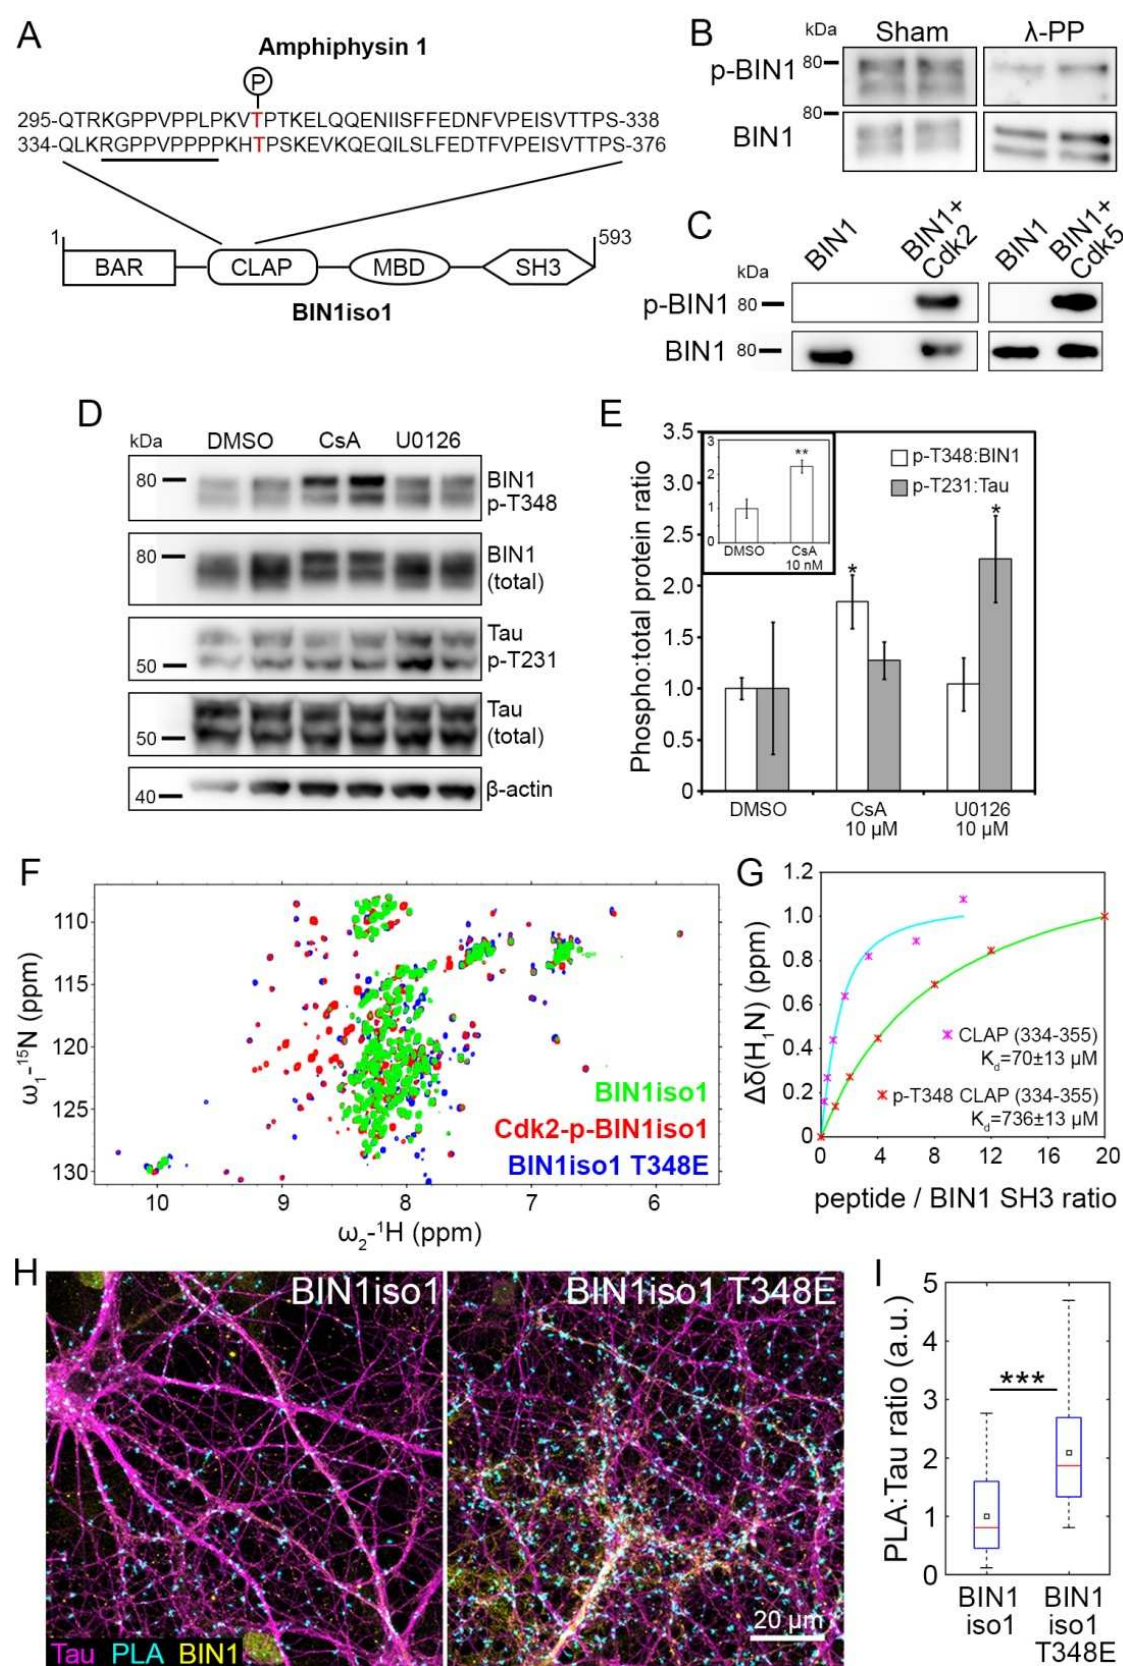 A
Amphiphysin 1
P
295-QTRKGPPVPPLPKVTPTKELQQENIISFFEDNFVPEISVTTPS-338
334-QLKRGPPVPPPPKHTPSKEVKQEQILSLFEDTFVPEISVTTPS-376
1
593
BAR
CLAP
MBD
SH3
BIN1iso1
B
kDa
Sham
λ-PP
p-BIN1
80
BIN1
80
C
kDa
BIN1
BIN1+
Cdk2
BIN1
BIN1+
Cdk5
p-BIN1
80
BIN1
80
D
kDa
DMSO
CsA
U0126
80
BIN1
p-T348
80
BIN1
(total)
50
Tau
p-T231
50
Tau
(total)
40
β-actin
E
Phospho:total protein ratio
3.5
3.0
2.5
2.0
1.5
1.0
0.5
0
3
2
1
0
**
DMSO
CsA
10 nM
p-T348:BIN1
p-T231:Tau
*
*
DMSO
CsA
10 μM
U0126
10 μM
F
ω1-15N (ppm)
110
115
120
125
130
BIN1iso1
Cdk2-p-BIN1iso1
BIN1iso1 T348E
10
9
8
7
6
ω2-1H (ppm)
G
Δδ(H1N) (ppm)
1.2
1.0
0.8
0.6
0.4
0.2
0
CLAP (334-355)
Kd=70±13 μM
p-T348 CLAP (334-355)
Kd=736±13 μM
0
4
8
12
16
20
peptide / BIN1 SH3 ratio
H
BIN1iso1
BIN1iso1 T348E
Tau PLA BIN1
20 μm
I
PLA:Tau ratio (a.u.)
5
4
3
2
1
0
***
BIN1
iso1
BIN1
iso1
T348E